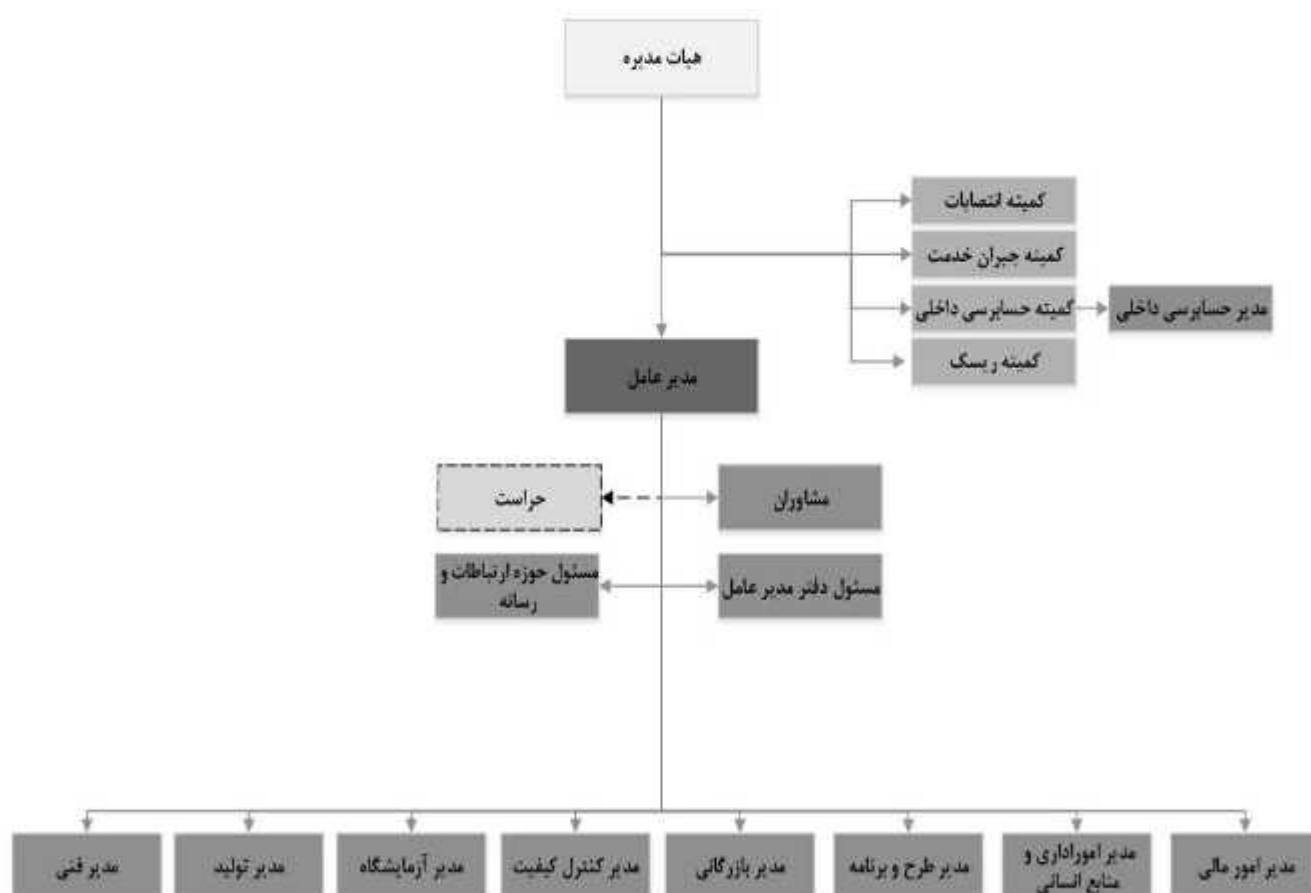 هیات مدیره
کمیته انتصابات
کمیته جبران خدمت
کمیته حسابرسی داخلی
مدیر حسابرسی داخلی
کمیته ریسک
مدیر عامل
مشاوران
حراست
مسئول دفتر مدیر عامل
مسئول حوزه ارتباطات و
رسانه
مدیر امور مالی
مدیر اموراداری و
منابع انسانی
مدیر طرح و برنامه
مدیر بازرگانی
مدیر کنترل کیفیت
مدیر آزمایشگاه
مدیر تولید
مدیر فنی